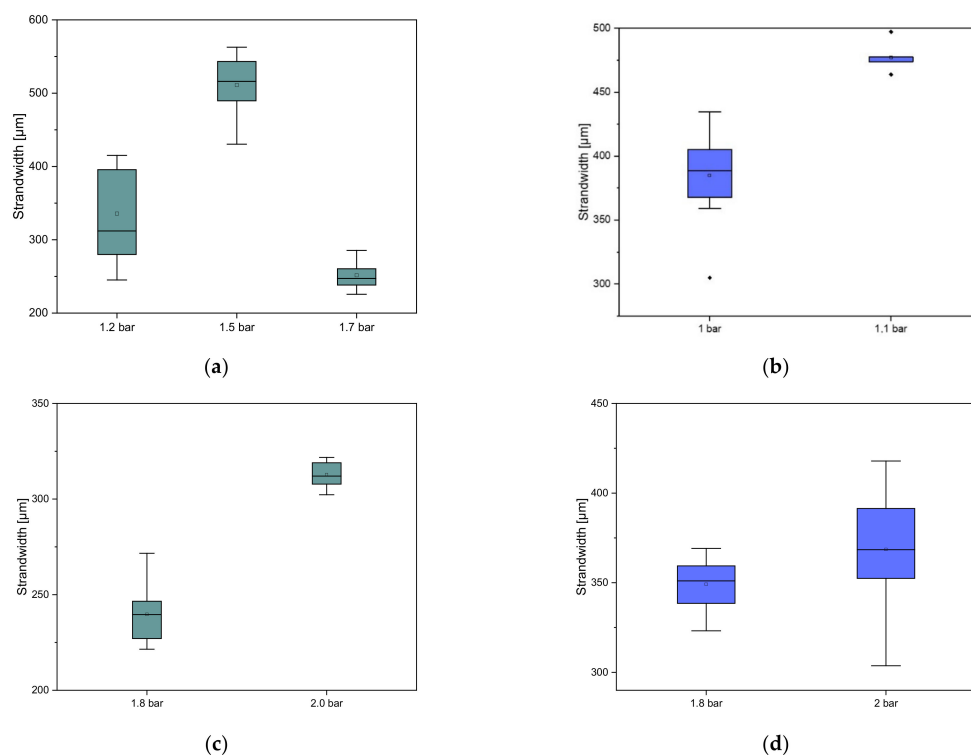 600
500
400
300
200
Strandwidth [µm]
1.2 bar
1.5 bar
1.7 bar
(a)
500
450
400
350
300
Strandwidth [µm]
1 bar
1,1 bar
(b)
350
300
250
200
Strandwidth [µm]
1.8 bar
2.0 bar
(c)
450
400
350
300
Strandwidth [µm]
1.8 bar
2 bar
(d)